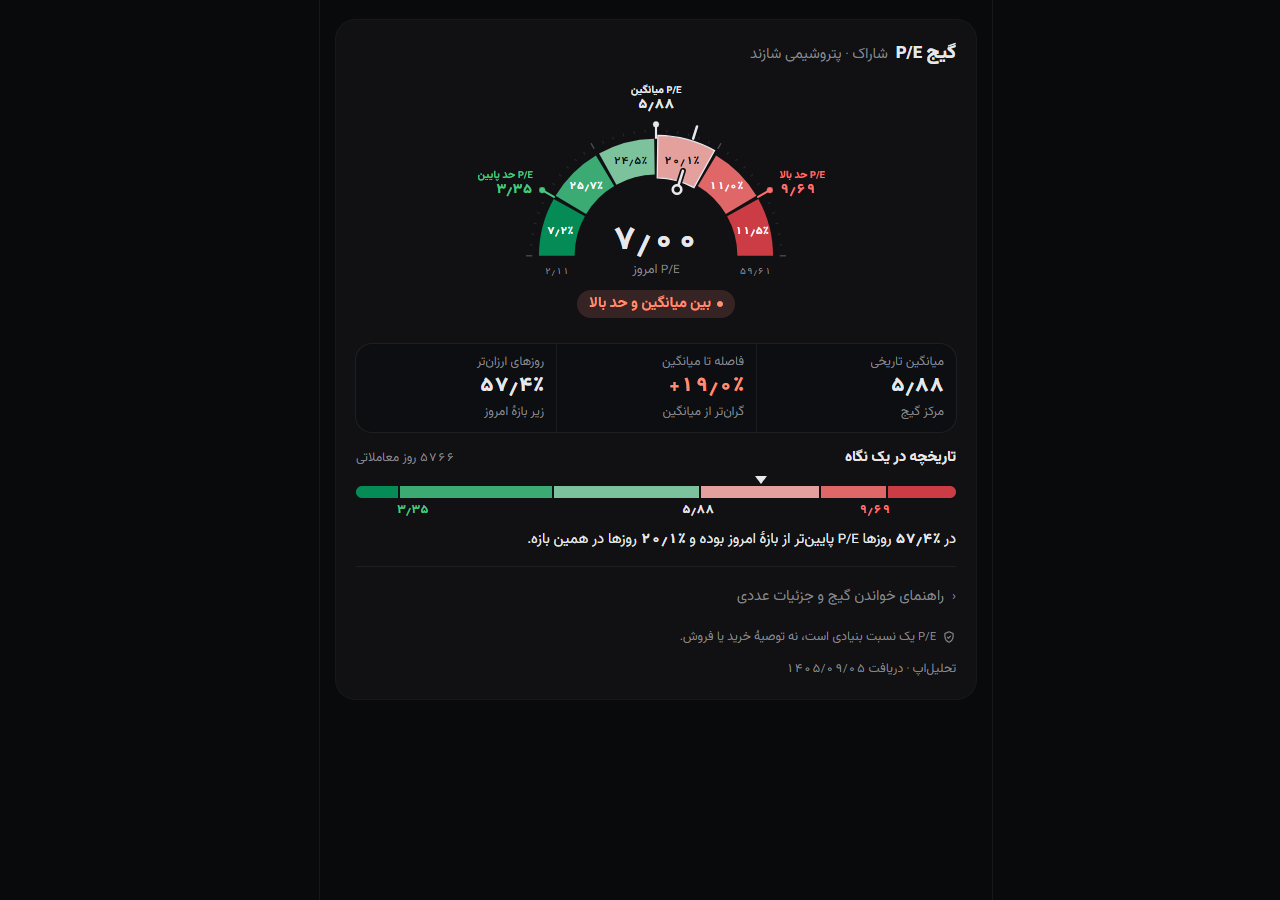 گیج P/E شاراک · پتروشیمی شازند
P/E میانگین
۵٫۸۸
P/E حد پایین
۳٫۳۵
P/E حد بالا
۹٫۶۹
۷٫۲٪
۲۵٫۷٪
۲۴٫۵٪
۲۰٫۱٪
۱۱٫۰٪
۱۱٫۵٪
۷٫۰۰
P/E امروز
۲٫۱۱
۵۹٫۶۱
بین میانگین و حد بالا
میانگین تاریخی
۵٫۸۸
مرکز گیج
فاصله تا میانگین
+۱۹٫۰٪
گران‌تر از میانگین
روزهای ارزان‌تر
۵۷٫۴٪
زیر بازهٔ امروز
تاریخچه در یک نگاه
۵۷۶۶ روز معاملاتی
۳٫۳۵
۵٫۸۸
۹٫۶۹
در ۵۷٫۴٪ روزها P/E پایین‌تر از بازهٔ امروز بوده و ۲۰٫۱٪ روزها در همین بازه.
راهنمای خواندن گیج و جزئیات عددی
P/E یک نسبت بنیادی است، نه توصیهٔ خرید یا فروش.
تحلیل‌اپ · دریافت ۱۴۰۵/۰۹/۰۵